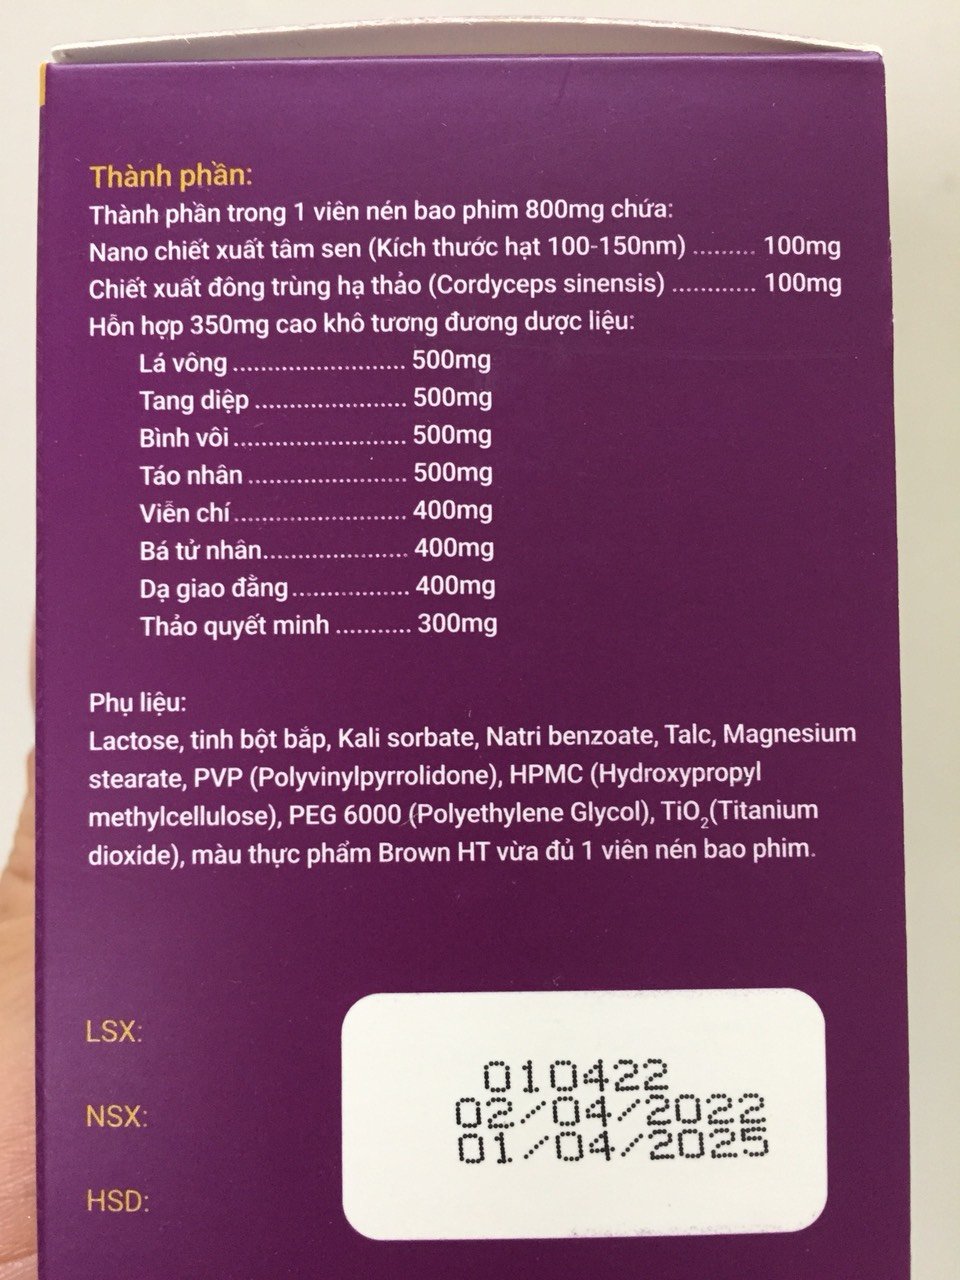 Thành phần:
Thành phần trong 1 viên nén bao phim 800mg chứa:
Nano chiết xuất tâm sen (Kích thước hạt 100-150nm) ......... 100mg
Chiết xuất đông trùng hạ thảo (Cordyceps sinensis) ............ 100mg
Hỗn hợp 350mg cao khô tương đương dược liệu:
Lá vông ......................... 500mg
Tang diệp ...................... 500mg
Bình vôi ......................... 500mg
Táo nhân ....................... 500mg
Viễn chí ......................... 400mg
Bá tử nhân..................... 400mg
Dạ giao đằng................. 400mg
Thảo quyết minh ........... 300mg
Phụ liệu:
Lactose, tinh bột bắp, Kali sorbate, Natri benzoate, Talc, Magnesium
stearate, PVP (Polyvinylpyrrolidone), HPMC (Hydroxypropyl
methylcellulose), PEG 6000 (Polyethylene Glycol), TiO₂(Titanium
dioxide), màu thực phẩm Brown HT vừa đủ 1 viên nén bao phim.
LSX:
010422
NSX:
02/04/2022
HSD:
01/04/2025